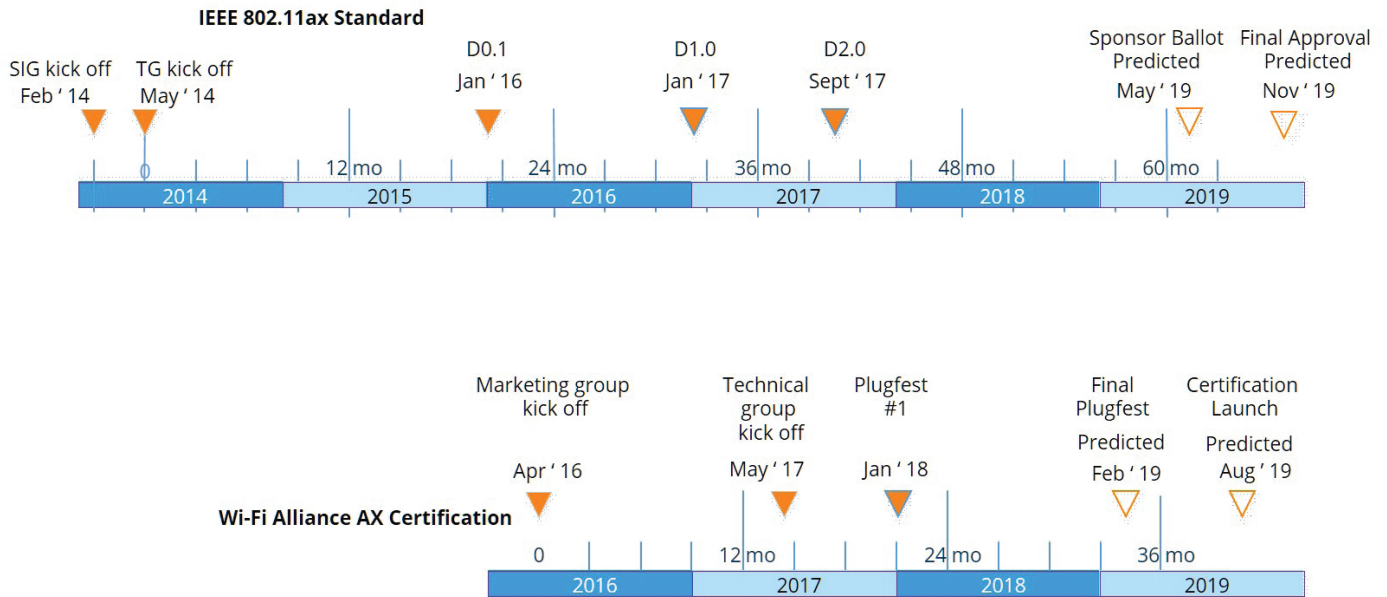 IEEE 802.11ax Standard
SIG kick off
Feb ‘ 14
TG kick off
May ‘ 14
D0.1
Jan ‘ 16
D1.0
Jan ‘ 17
D2.0
Sept ‘ 17
Sponsor Ballot
Predicted
May ‘ 19
Final Approval
Predicted
Nov ‘ 19
0
12 mo
24 mo
36 mo
48 mo
60 mo
2014
2015
2016
2017
2018
2019
Marketing group
kick off
Apr ‘ 16
Technical
group
kick off
May ‘ 17
Plugfest
#1
Jan ‘ 18
Final
Plugfest
Predicted
Feb ‘ 19
Certification
Launch
Predicted
Aug ‘ 19
Wi-Fi Alliance AX Certification
0
12 mo
24 mo
36 mo
2016
2017
2018
2019